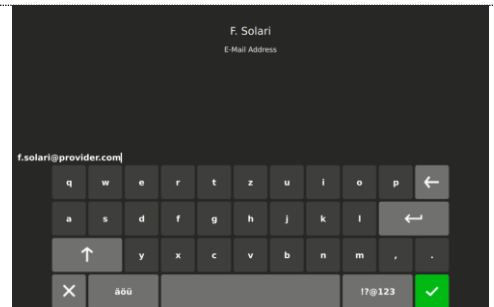 F. Solari
E-Mail Address
f.solari@provider.com
q w e r t z u i o p
a s d f g h j k l
y x c v b n m , .
äöü !?@123